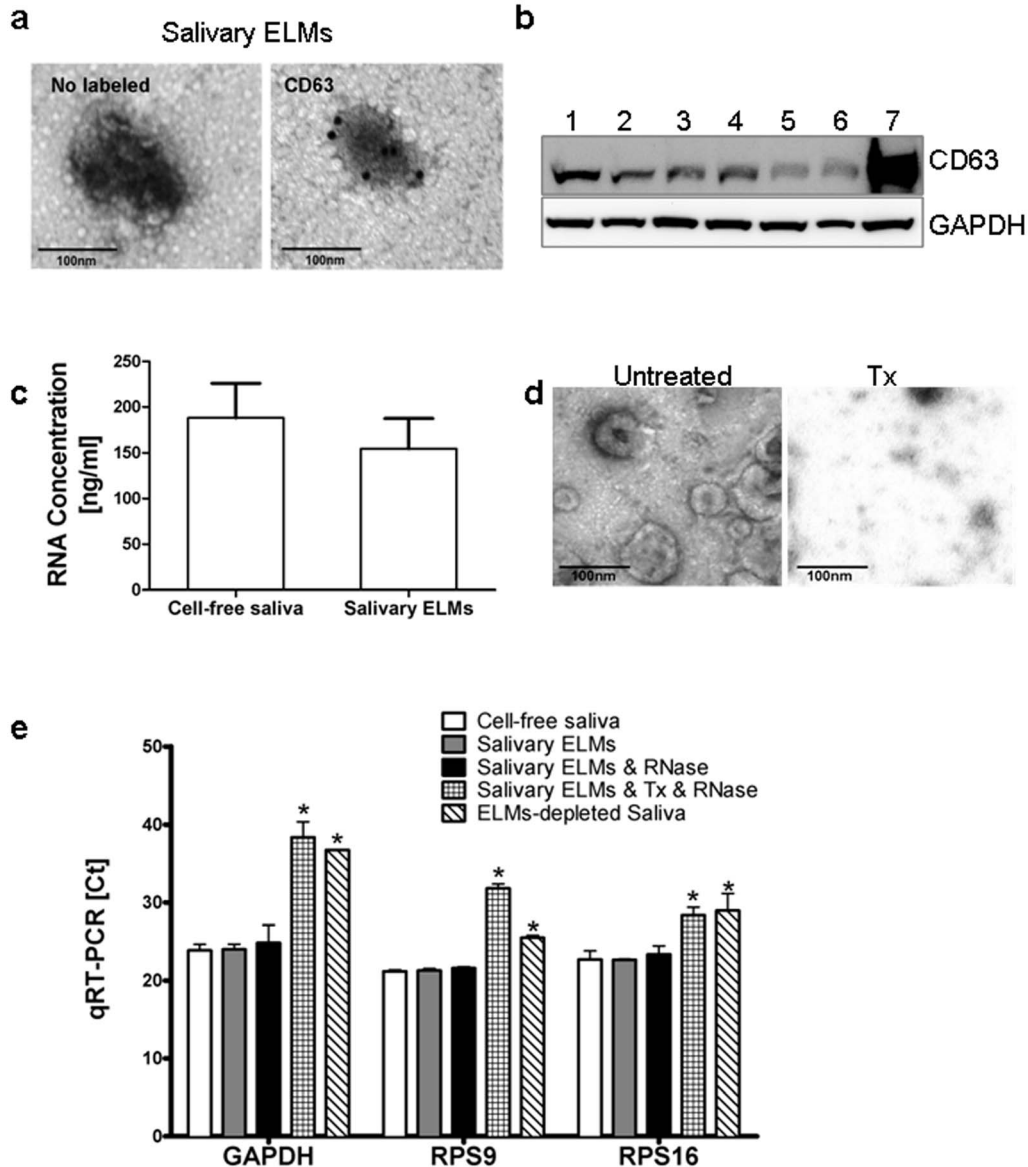 a
Salivary ELMs
No labeled
CD63
100nm
100nm
b
1 2 3 4 5 6 7
CD63
GAPDH
c
RNA Concentration
[ng/ml]
250
200
150
100
50
0
Cell-free saliva
Salivary ELMs
d
Untreated
Tx
100nm
100nm
e
Cell-free saliva
Salivary ELMs
Salivary ELMs & RNase
Salivary ELMs & Tx & RNase
ELMs-depleted Saliva
qRT-PCR [Ct]
50
40
30
20
10
0
* *
* *
* *
GAPDH
RPS9
RPS16